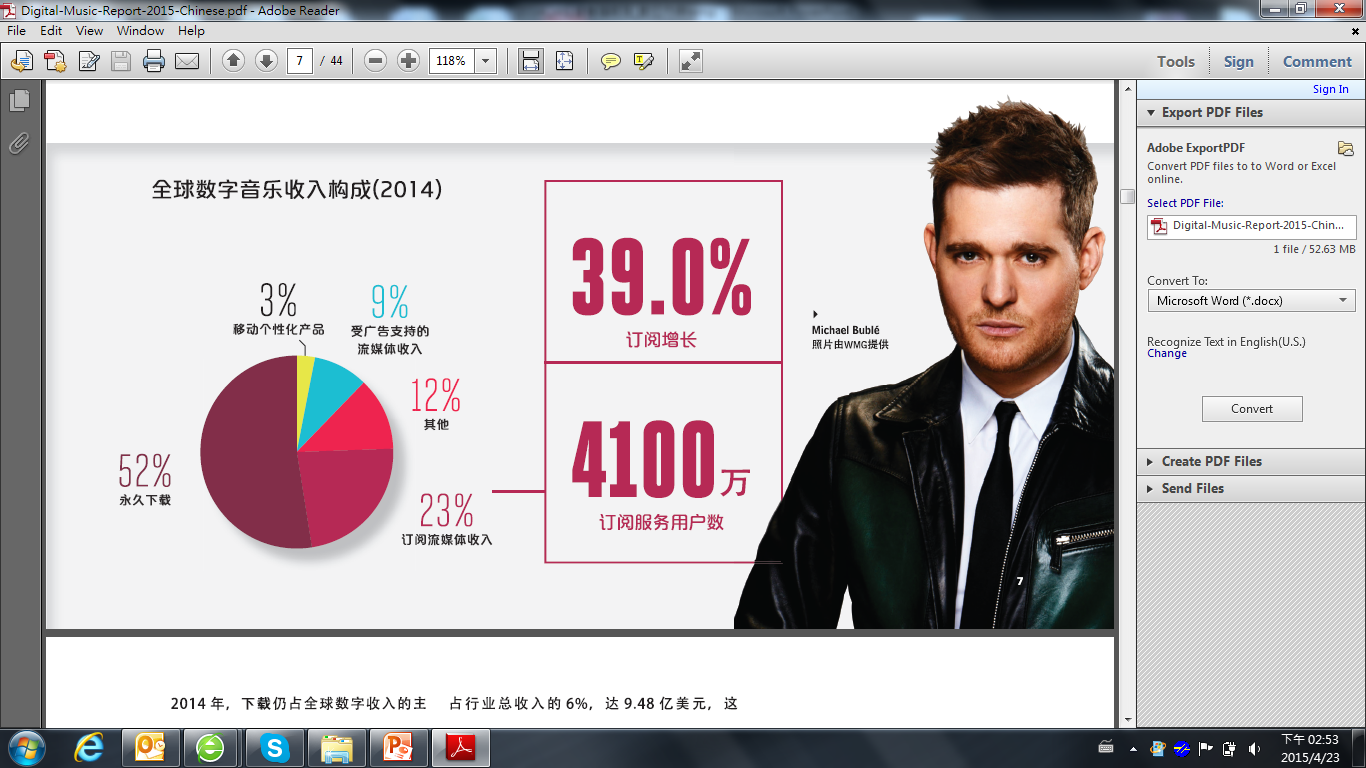 Digital-Music-Report-2015-Chinese.pdf - Adobe Reader
File Edit View Window Help
7 / 44 118% Tools Sign Comment
Sign In
Export PDF Files
Adobe ExportPDF
Convert PDF files to to Word or Excel
online.
Select PDF File:
Digital-Music-Report-2015-Chin...
1 file / 52.63 MB
Convert To:
Microsoft Word (*.docx)
Recognize Text in English(U.S.)
Change
Convert
Create PDF Files
Send Files
全球数字音乐收入构成(2014)
3%
移动个性化产品
9%
受广告支持的
流媒体收入
12%
其他
52%
永久下载
23%
订阅流媒体收入
39.0%
订阅增长
4100万
订阅服务用户数
Michael Bublé
照片由WMG提供
7
2014 年，下载仍占全球数字收入的主
占行业总收入的 6%，达 9.48 亿美元，这
下午 02:53
2015/4/23